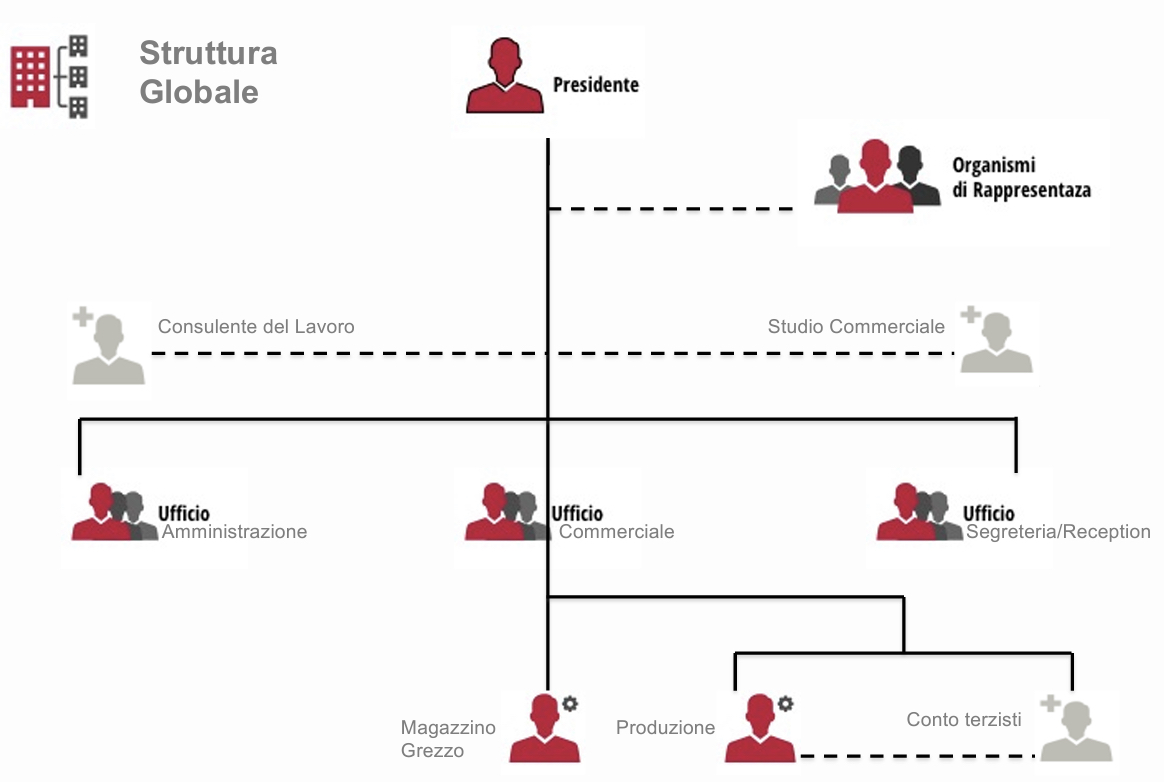 Struttura
Globale
Presidente
Organismi
di Rappresentaza
Consulente del Lavoro
Studio Commerciale
Ufficio
Amministrazione
Ufficio
Commerciale
Ufficio
Segreteria/Reception
Magazzino
Grezzo
Produzione
Conto terzisti